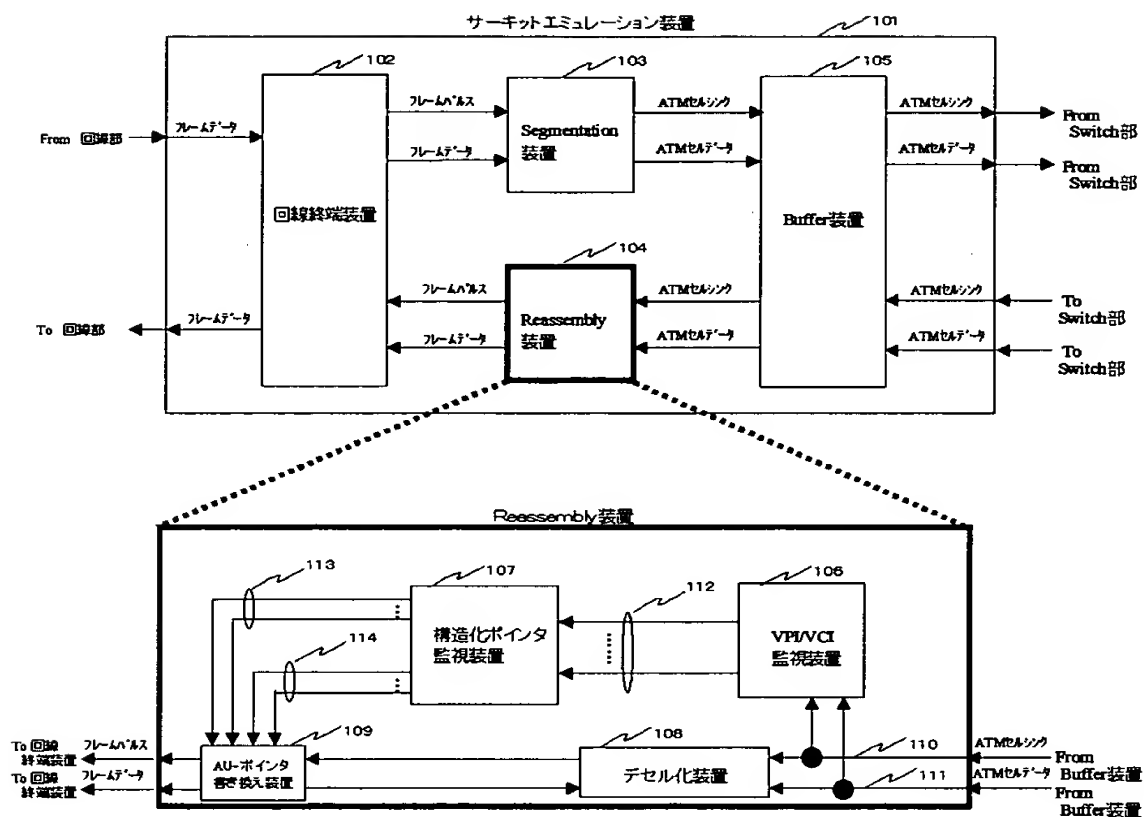 サーキットエミュレーション装置
101
102
103
105
From 回線部
フレームデータ
フレームパルス
フレームデータ
回線終端装置
Segmentation
装置
ATMセルシンク
ATMセルデータ
Buffer装置
ATMセルシンク
ATMセルデータ
From
Switch部
From
Switch部
104
To 回線部
フレームデータ
フレームパルス
フレームデータ
Reassembly
装置
ATMセルシンク
ATMセルデータ
ATMセルシンク
ATMセルデータ
To
Switch部
To
Switch部
Reassembly装置
113
107
112
106
114
構造化ポインタ
監視装置
VPI/VCI
監視装置
To 回線
終端装置
フレームパルス
To 回線
終端装置
フレームデータ
109
AU-ポインタ
書き換え装置
108
デセル化装置
110
111
ATMセルシンク
From
Buffer装置
ATMセルデータ
From
Buffer装置